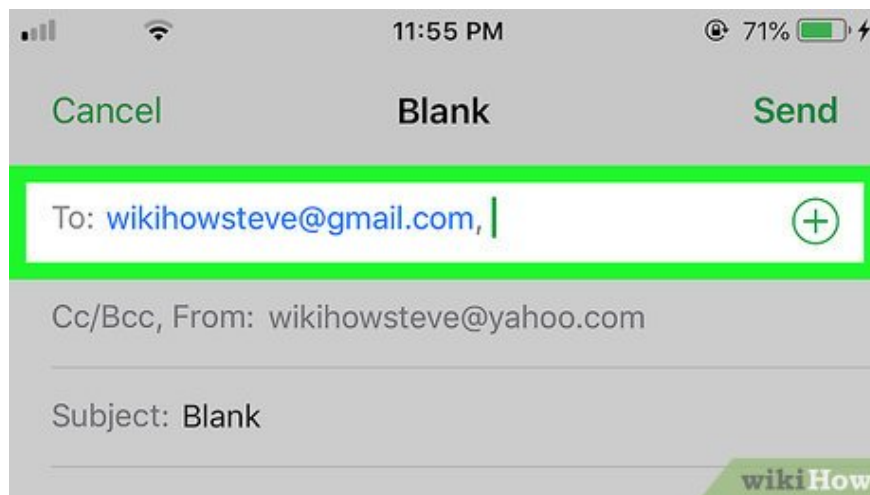 11:55 PM 71%
Cancel Blank Send
To: wikihowsteve@gmail.com,
Cc/Bcc, From: wikihowsteve@yahoo.com
Subject: Blank
wikiHow